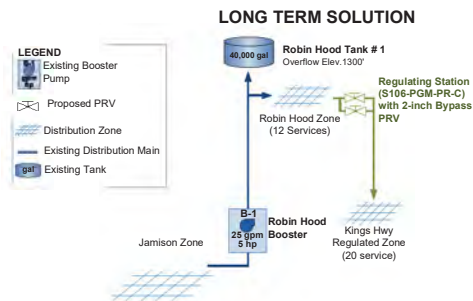 LONG TERM SOLUTION
LEGEND
Existing Booster
Pump
Proposed PRV
Distribution Zone
Existing Distribution Main
gal
Existing Tank
40,000 gal
Robin Hood Tank # 1
Overflow Elev.1300'
Robin Hood Zone
(12 Services)
Regulating Station
(S106-PGM-PR-C)
with 2-inch Bypass
PRV
B-1
25 gpm
5 hp
Robin Hood
Booster
Jamison Zone
Kings Hwy
Regulated Zone
(20 service)